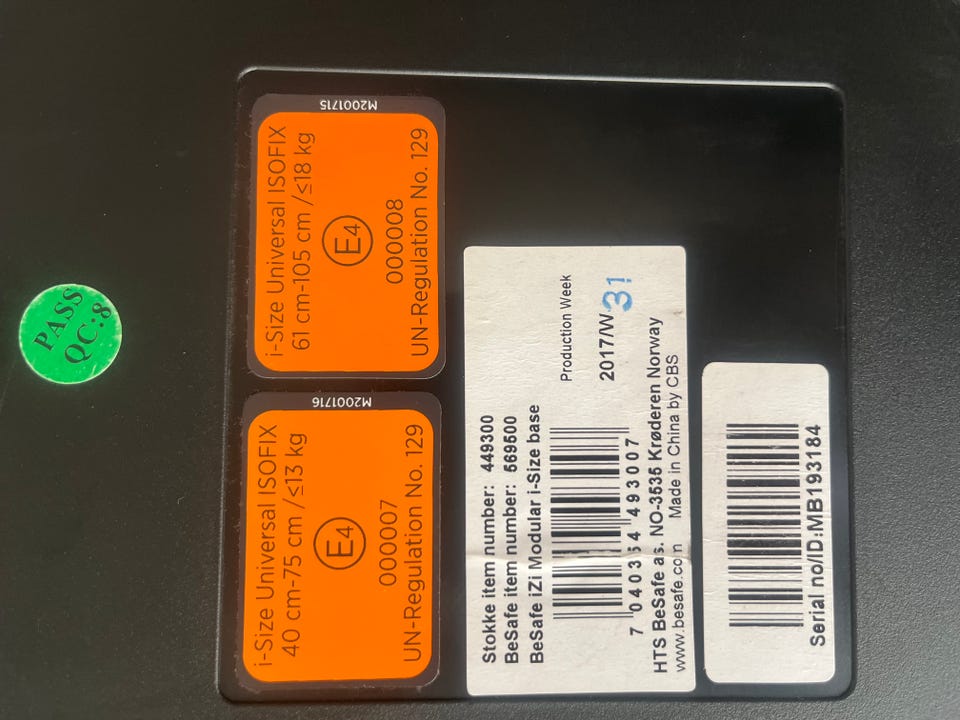 PASS
QC:8
M2001716
i-Size Universal ISOFIX
40 cm-75 cm /≤13 kg
E4
000007
UN-Regulation No. 129
M2001715
i-Size Universal ISOFIX
61 cm-105 cm /≤18 kg
E4
000008
UN-Regulation No. 129
Stokke item number: 449300
BeSafe item number: 569500
BeSafe iZi Modular i-Size base
Production Week
2017/W31
7 040354 493007
HTS BeSafe as. NO-3535 Krøderen Norway
www.besafe.com Made in China by CBS
Serial no/ID:MB193184